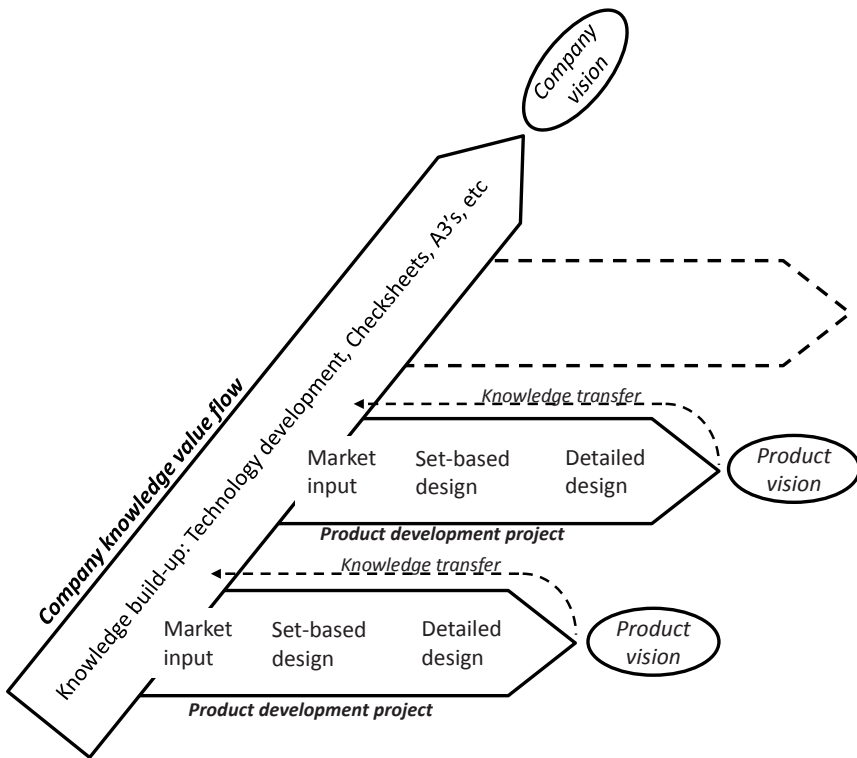 Company
vision
Company knowledge value flow
Knowledge build-up: Technology development, Checksheets, A3's, etc
Knowledge transfer
Market
input
Set-based
design
Detailed
design
Product
vision
Product development project
Knowledge transfer
Market
input
Set-based
design
Detailed
design
Product
vision
Product development project